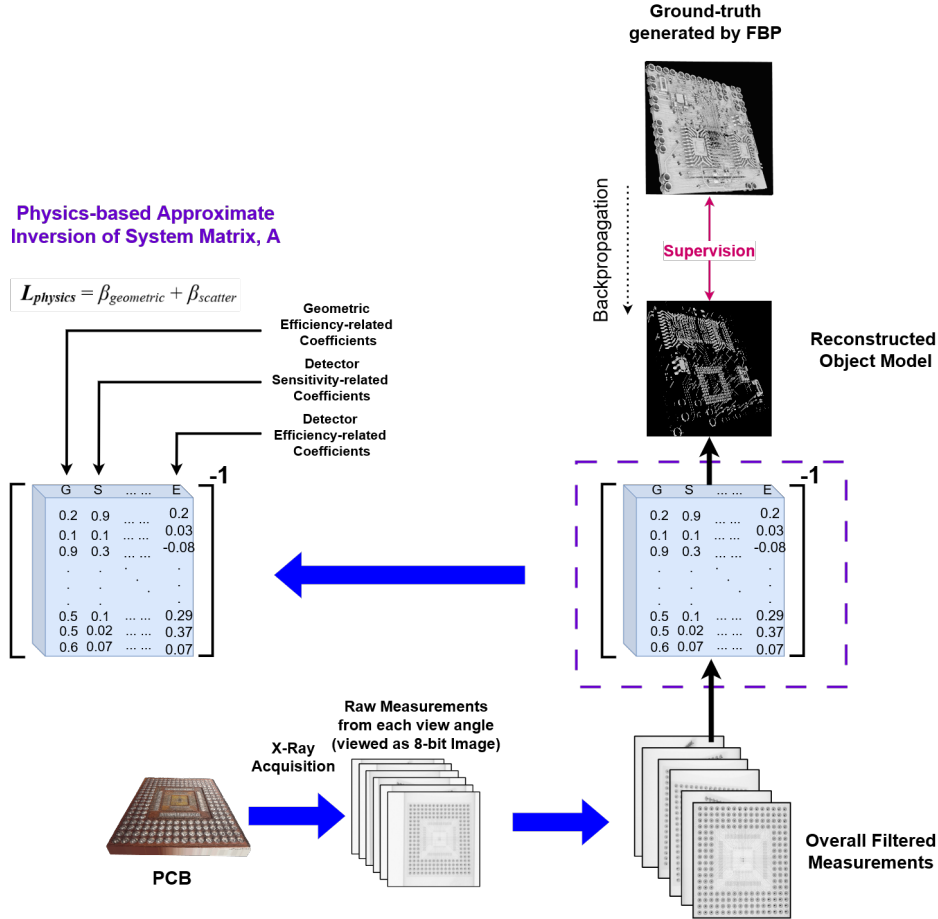 Ground-truth
generated by FBP
Backpropagation
Supervision
Physics-based Approximate
Inversion of System Matrix, A
L_physics = β_geometric + β_scatter
Geometric
Efficiency-related
Coefficients
Detector
Sensitivity-related
Coefficients
Detector
Efficiency-related
Coefficients
Reconstructed
Object Model
-1
G S ... ... E
0.2 0.9 ... ... 0.2
0.1 0.1 ... ... 0.03
0.9 0.3 ... ... -0.08
. . . .
. . . .
. . . .
0.5 0.1 ... ... 0.29
0.5 0.02 ... ... 0.37
0.6 0.07 ... ... 0.07
-1
G S ... ... E
0.2 0.9 ... ... 0.2
0.1 0.1 ... ... 0.03
0.9 0.3 ... ... -0.08
. . . .
. . . .
. . . .
0.5 0.1 ... ... 0.29
0.5 0.02 ... ... 0.37
0.6 0.07 ... ... 0.07
PCB
X-Ray
Acquisition
Raw Measurements
from each view angle
(viewed as 8-bit Image)
Overall Filtered
Measurements